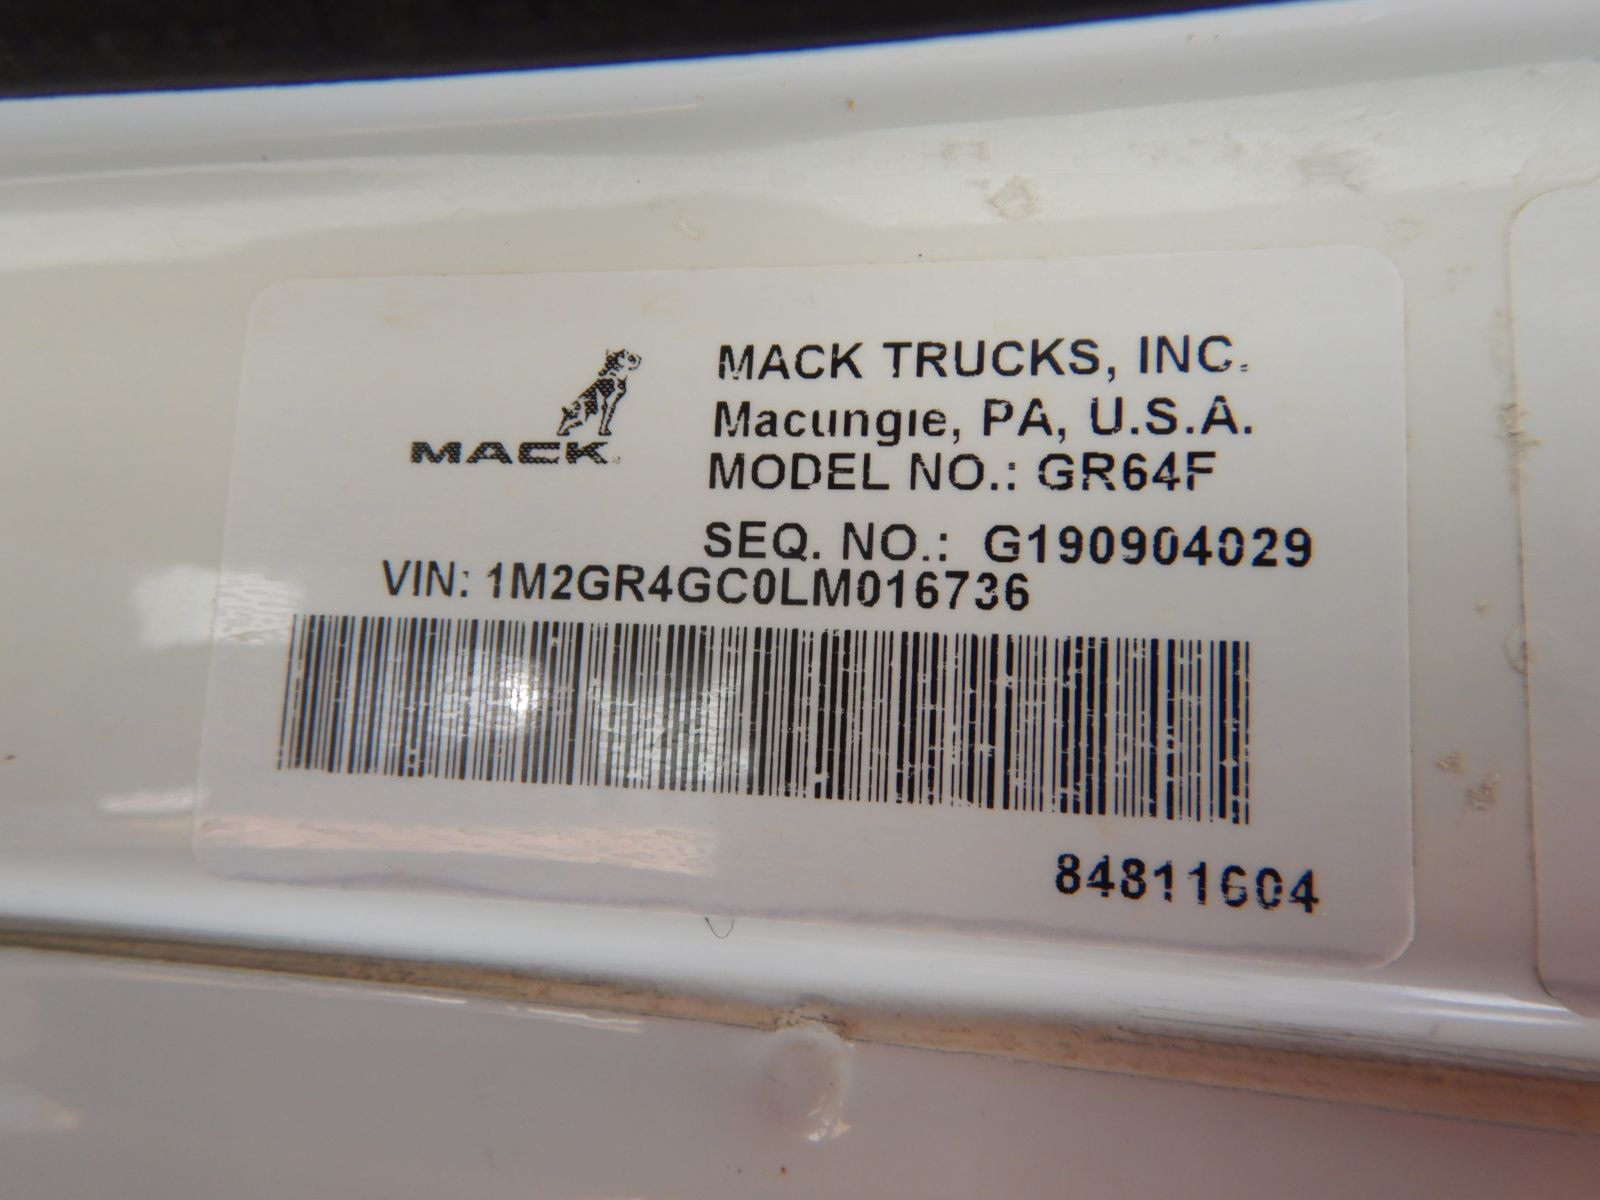 MACK TRUCKS, INC.
Macungie, PA, U.S.A.
MACK
MODEL NO.: GR64F
SEQ. NO.: G190904029
VIN: 1M2GR4GC0LM016736
84811604